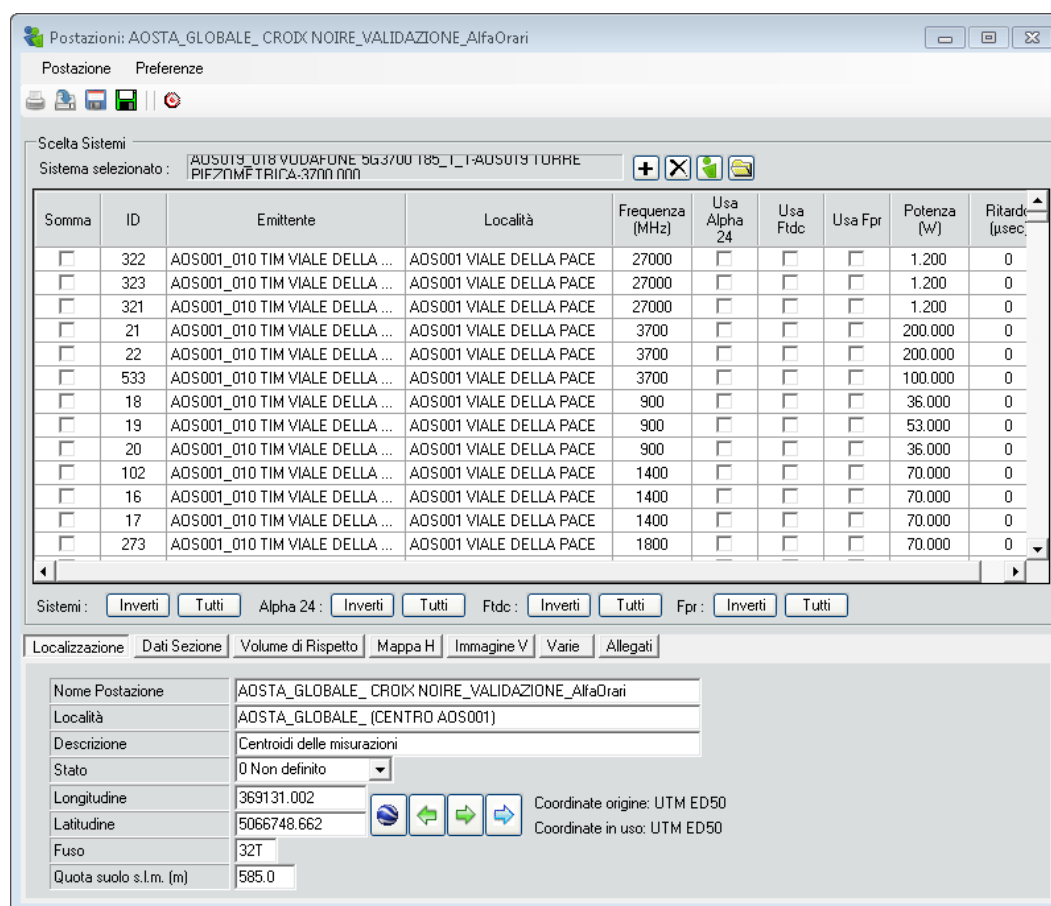 Postazioni: AOSTA_GLOBALE_ CROIX NOIRE_VALIDAZIONE_AlfaOrari
Postazione Preferenze
Scelta Sistemi
Sistema selezionato : AOS019_018 VODAFONE 5G3700 185_1_1-AOS019 TORRE
PIEZOMETRICA-3700.000
Somma ID Emittente Località Frequenza (MHz) Usa Alpha 24 Usa Ftdc Usa Fpr Potenza (W) Ritardo (µsec)
322 AOS001_010 TIM VIALE DELLA ... AOS001 VIALE DELLA PACE 27000 1.200 0
323 AOS001_010 TIM VIALE DELLA ... AOS001 VIALE DELLA PACE 27000 1.200 0
321 AOS001_010 TIM VIALE DELLA ... AOS001 VIALE DELLA PACE 27000 1.200 0
21 AOS001_010 TIM VIALE DELLA ... AOS001 VIALE DELLA PACE 3700 200.000 0
22 AOS001_010 TIM VIALE DELLA ... AOS001 VIALE DELLA PACE 3700 200.000 0
533 AOS001_010 TIM VIALE DELLA ... AOS001 VIALE DELLA PACE 3700 100.000 0
18 AOS001_010 TIM VIALE DELLA ... AOS001 VIALE DELLA PACE 900 36.000 0
19 AOS001_010 TIM VIALE DELLA ... AOS001 VIALE DELLA PACE 900 53.000 0
20 AOS001_010 TIM VIALE DELLA ... AOS001 VIALE DELLA PACE 900 36.000 0
102 AOS001_010 TIM VIALE DELLA ... AOS001 VIALE DELLA PACE 1400 70.000 0
16 AOS001_010 TIM VIALE DELLA ... AOS001 VIALE DELLA PACE 1400 70.000 0
17 AOS001_010 TIM VIALE DELLA ... AOS001 VIALE DELLA PACE 1400 70.000 0
273 AOS001_010 TIM VIALE DELLA ... AOS001 VIALE DELLA PACE 1800 70.000 0
Sistemi : Inverti Tutti Alpha 24 : Inverti Tutti Ftdc : Inverti Tutti Fpr : Inverti Tutti
Localizzazione Dati Sezione Volume di Rispetto Mappa H Immagine V Varie Allegati
Nome Postazione AOSTA_GLOBALE_ CROIX NOIRE_VALIDAZIONE_AlfaOrari
Località AOSTA_GLOBALE_ (CENTRO AOS001)
Descrizione Centroidi delle misurazioni
Stato 0 Non definito
Longitudine 369131.002 Coordinate origine: UTM ED50
Latitudine 5066748.662 Coordinate in uso: UTM ED50
Fuso 32T
Quota suolo s.l.m. (m) 585.0